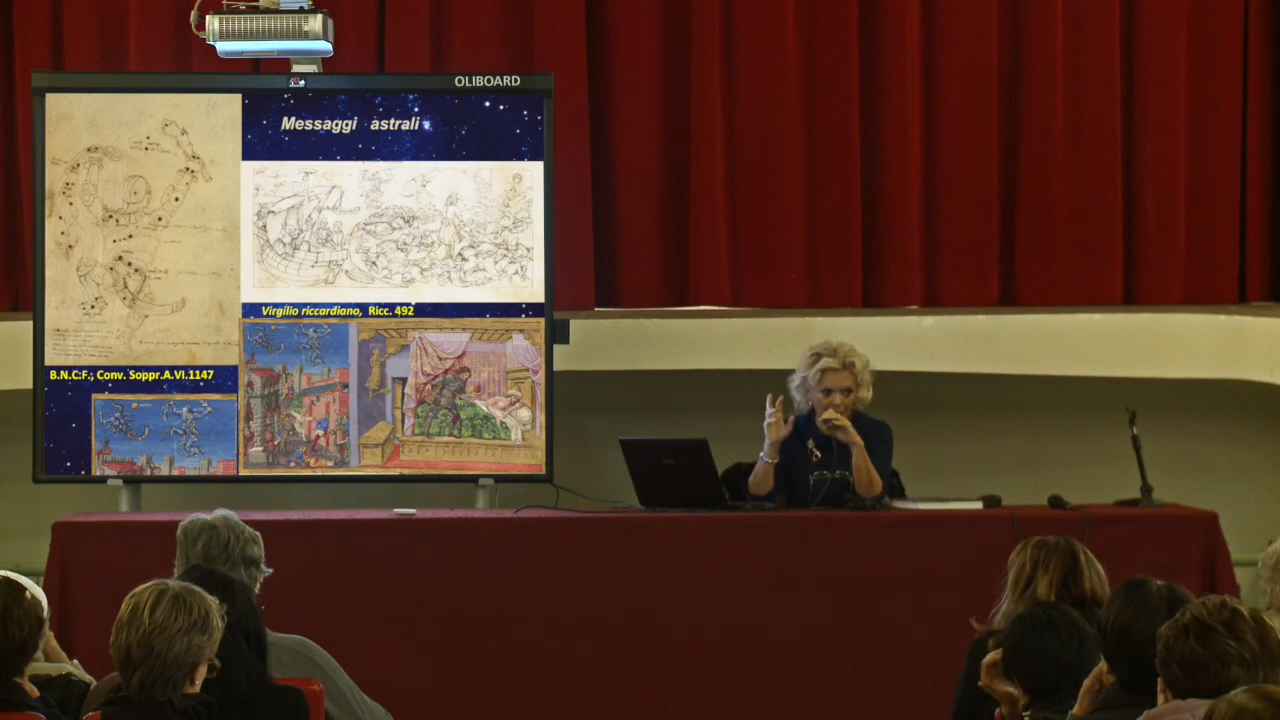 OLIBOARD
Messaggi astrali
Virgilio riccardiano, Ricc. 492
B.N.C.F., Conv. Soppr.A.VI.1147